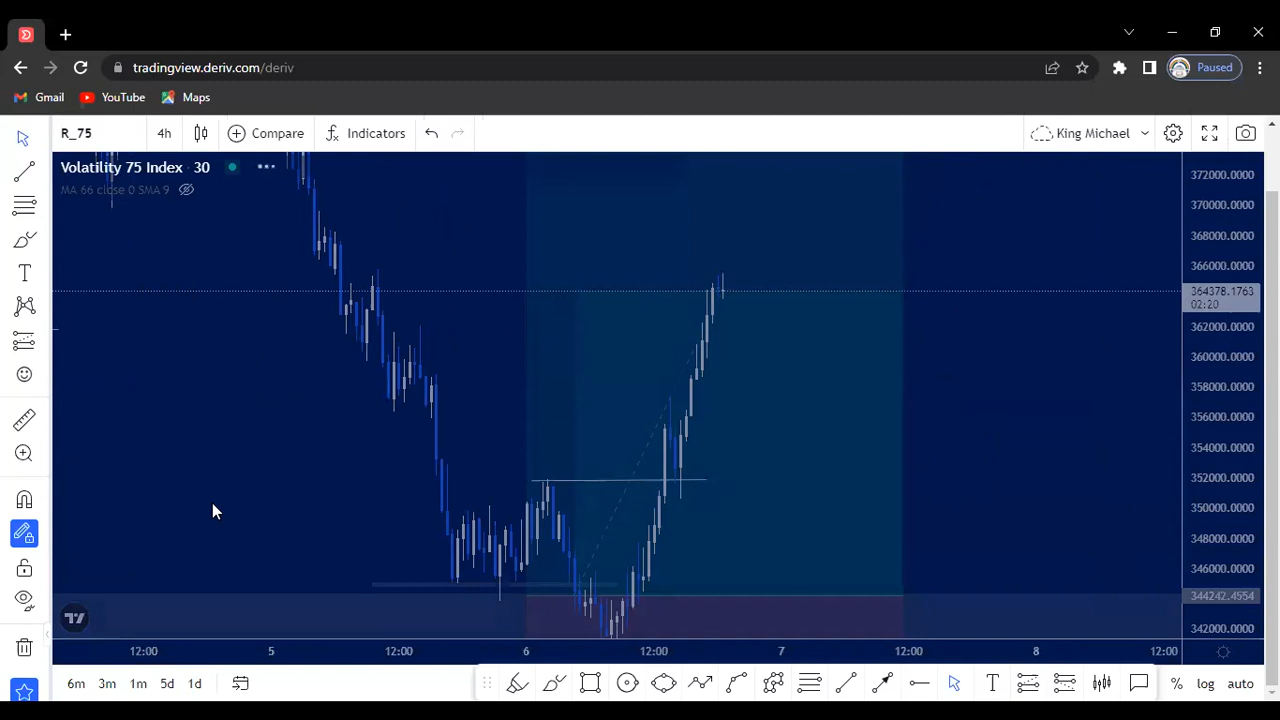 tradingview.deriv.com/deriv
Paused
Gmail
YouTube
Maps
R_75
4h
Compare
Indicators
King Michael
Volatility 75 Index · 30
MA 66 close 0 SMA 9
372000.0000
370000.0000
368000.0000
366000.0000
364378.1763
02:20
362000.0000
360000.0000
358000.0000
356000.0000
354000.0000
352000.0000
350000.0000
348000.0000
346000.0000
344242.4554
342000.0000
12:00
5
12:00
6
12:00
7
12:00
8
12:00
6m
3m
1m
5d
1d
T
%
log
auto